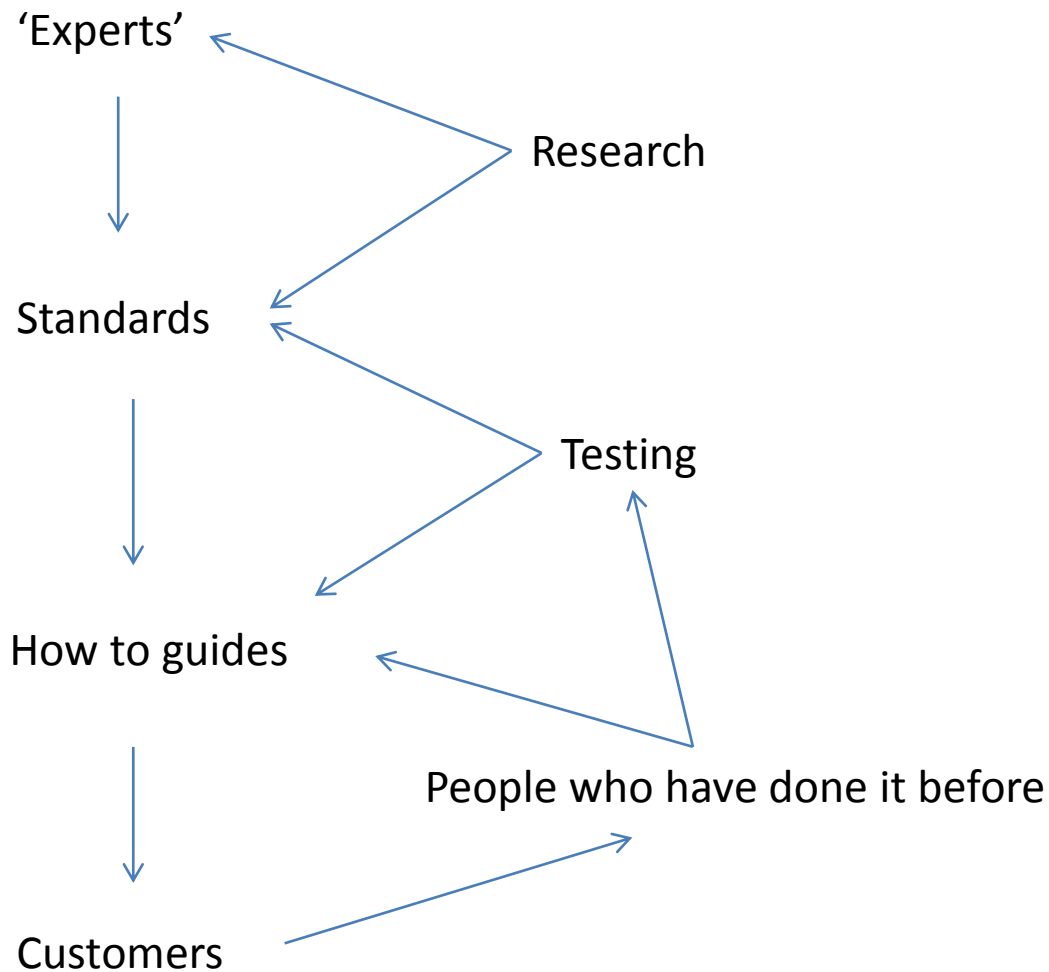 ‘Experts’
Research
Standards
Testing
How to guides
People who have done it before
Customers